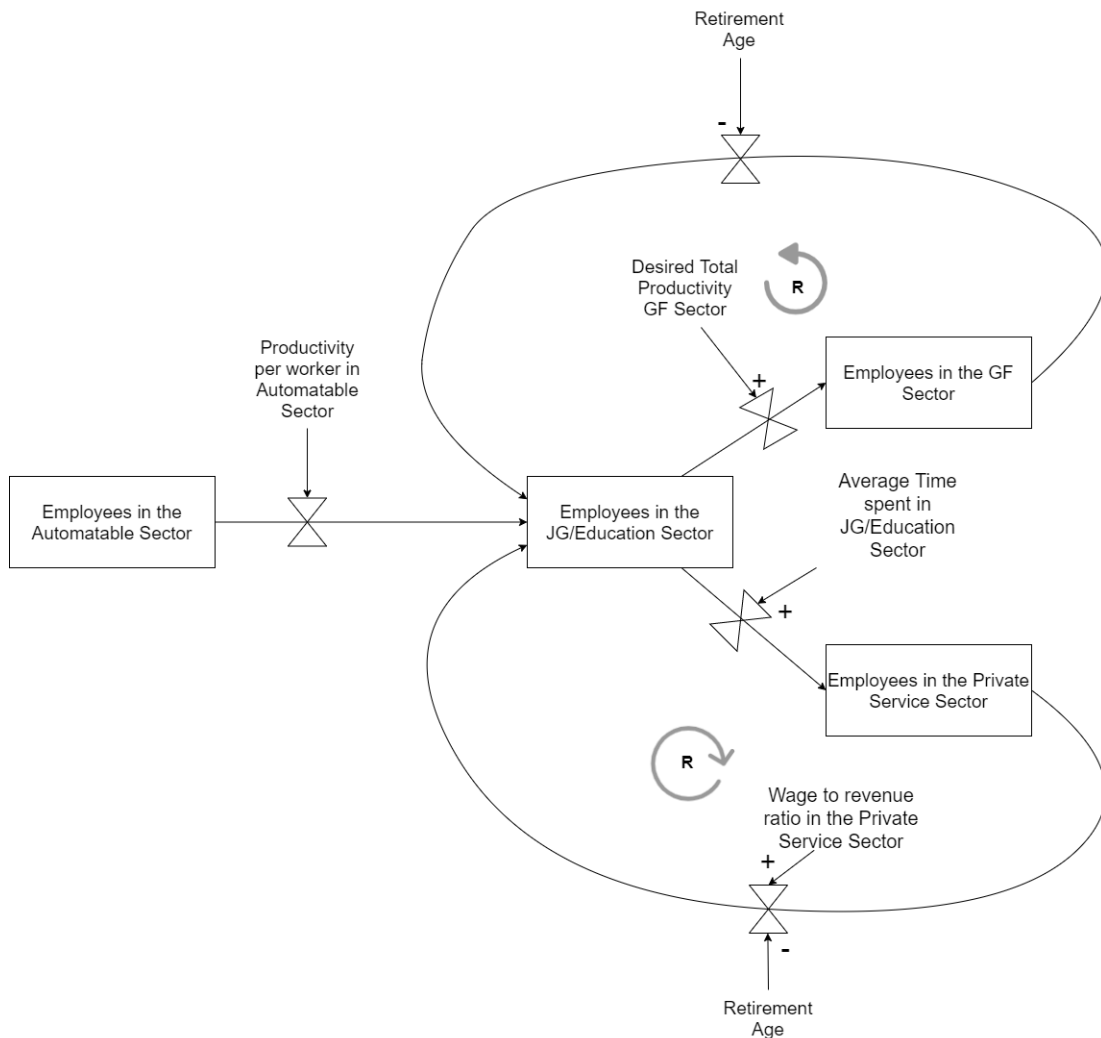 Retirement
Age
-
Desired Total
Productivity
GF Sector
R
Productivity
per worker in
Automatable
Sector
+
Employees in the GF
Sector
Employees in the
Automatable Sector
Employees in the
JG/Education Sector
Average Time
spent in
JG/Education
Sector
+
Employees in the Private
Service Sector
R
Wage to revenue
ratio in the Private
Service Sector
+
-
Retirement
Age